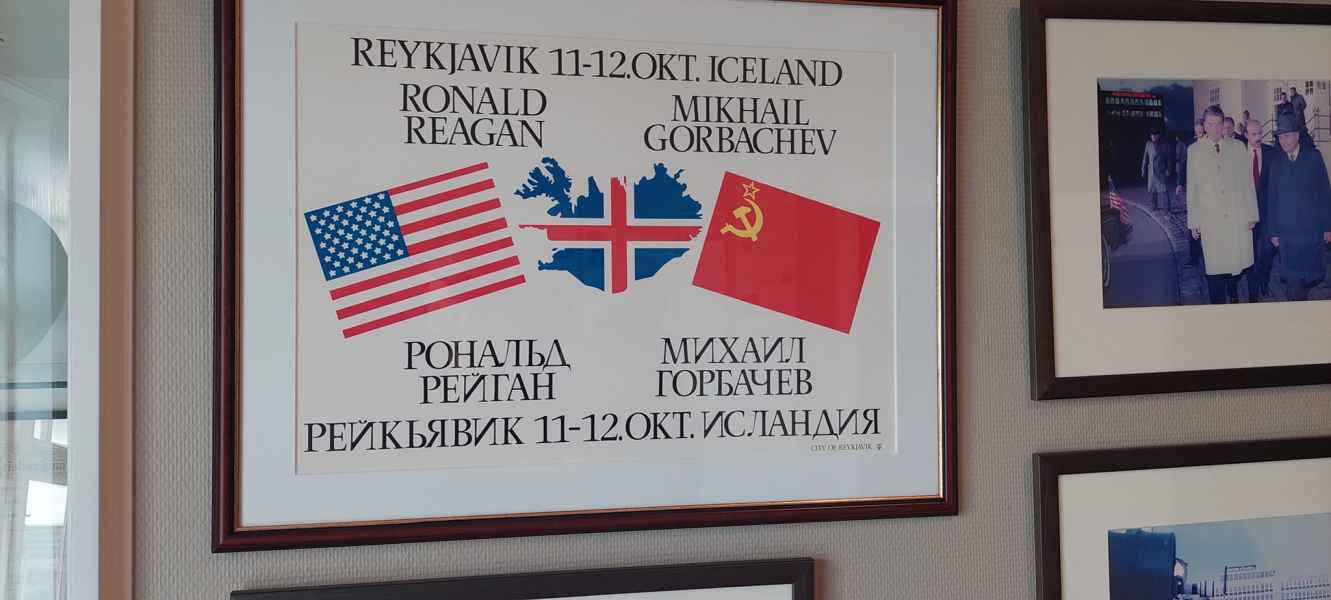 REYKJAVIK 11-12.OKT. ICELAND
RONALD
REAGAN
MIKHAIL
GORBACHEV
РОНАЛЬД
РЕЙГАН
МИХАИЛ
ГОРБАЧЕВ
РЕЙКЬЯВИК 11-12.OKT. ИСЛАНДИЯ
CITY OF REYKJAVIK